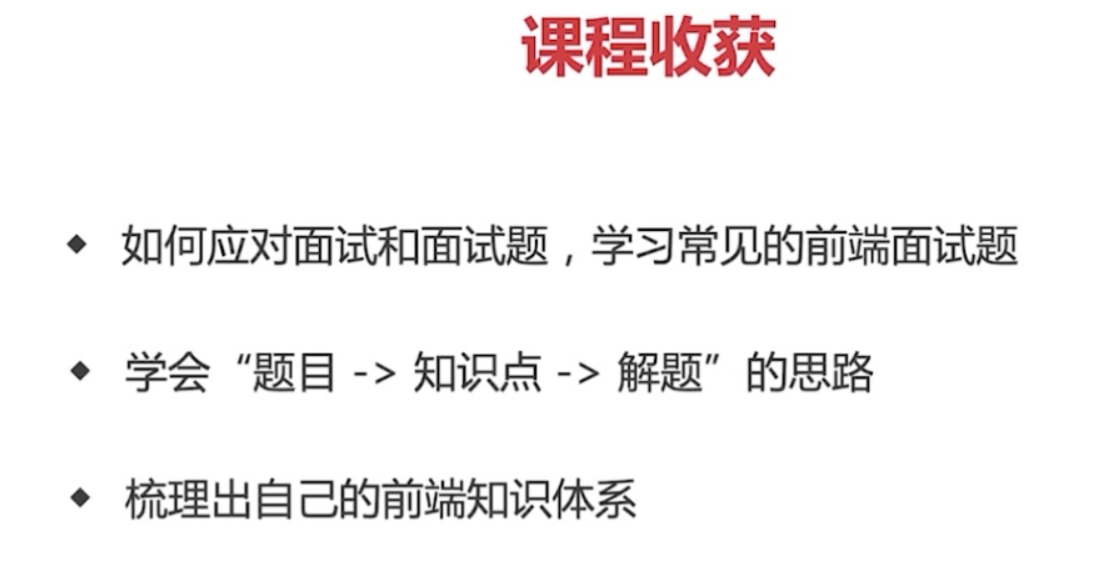 课程收获
◆ 如何应对面试和面试题，学习常见的前端面试题
◆ 学会“题目 -> 知识点 -> 解题”的思路
◆ 梳理出自己的前端知识体系